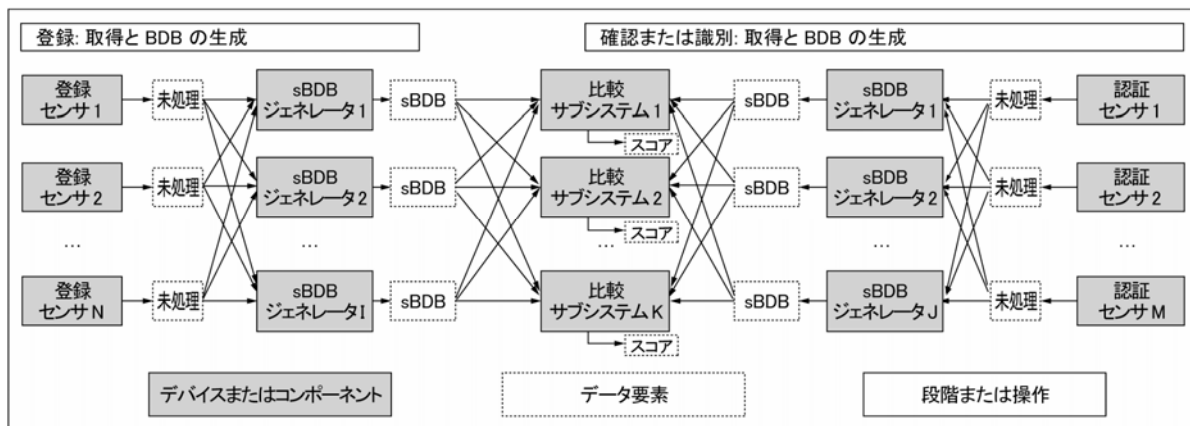 登録: 取得と BDB の生成
確認または識別: 取得と BDB の生成
登録
センサ 1
未処理
sBDB
ジェネレータ1
sBDB
比較
サブシステム 1
スコア
sBDB
sBDB
ジェネレータ1
未処理
認証
センサ 1
登録
センサ2
未処理
sBDB
ジェネレータ2
sBDB
比較
サブシステム 2
スコア
sBDB
sBDB
ジェネレータ2
未処理
認証
センサ 2
…
…
…
…
…
登録
センサ N
未処理
sBDB
ジェネレータI
sBDB
比較
サブシステム K
スコア
sBDB
sBDB
ジェネレータ J
未処理
認証
センサ M
デバイスまたはコンポーネント
データ要素
段階または操作